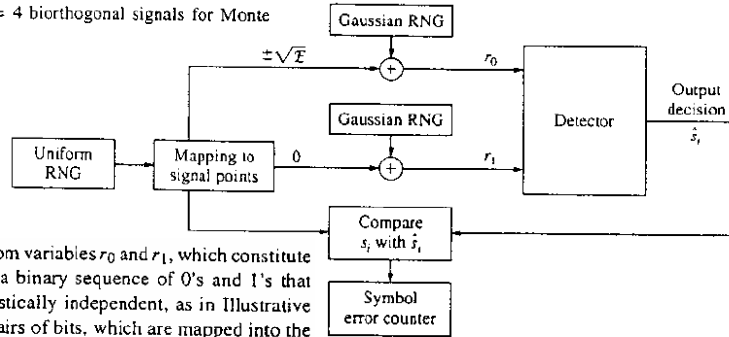 = 4 biorthogonal signals for Monte
Gaussian RNG
±√ℰ
+
r₀
Gaussian RNG
Output
decision
ŝᵢ
Detector
Uniform
RNG
Mapping to
signal points
0
+
r₁
Compare
sᵢ with ŝᵢ
om variables r₀ and r₁, which constitute
a binary sequence of 0's and 1's that
stically independent, as in Illustrative
airs of bits, which are mapped into the
Symbol
error counter